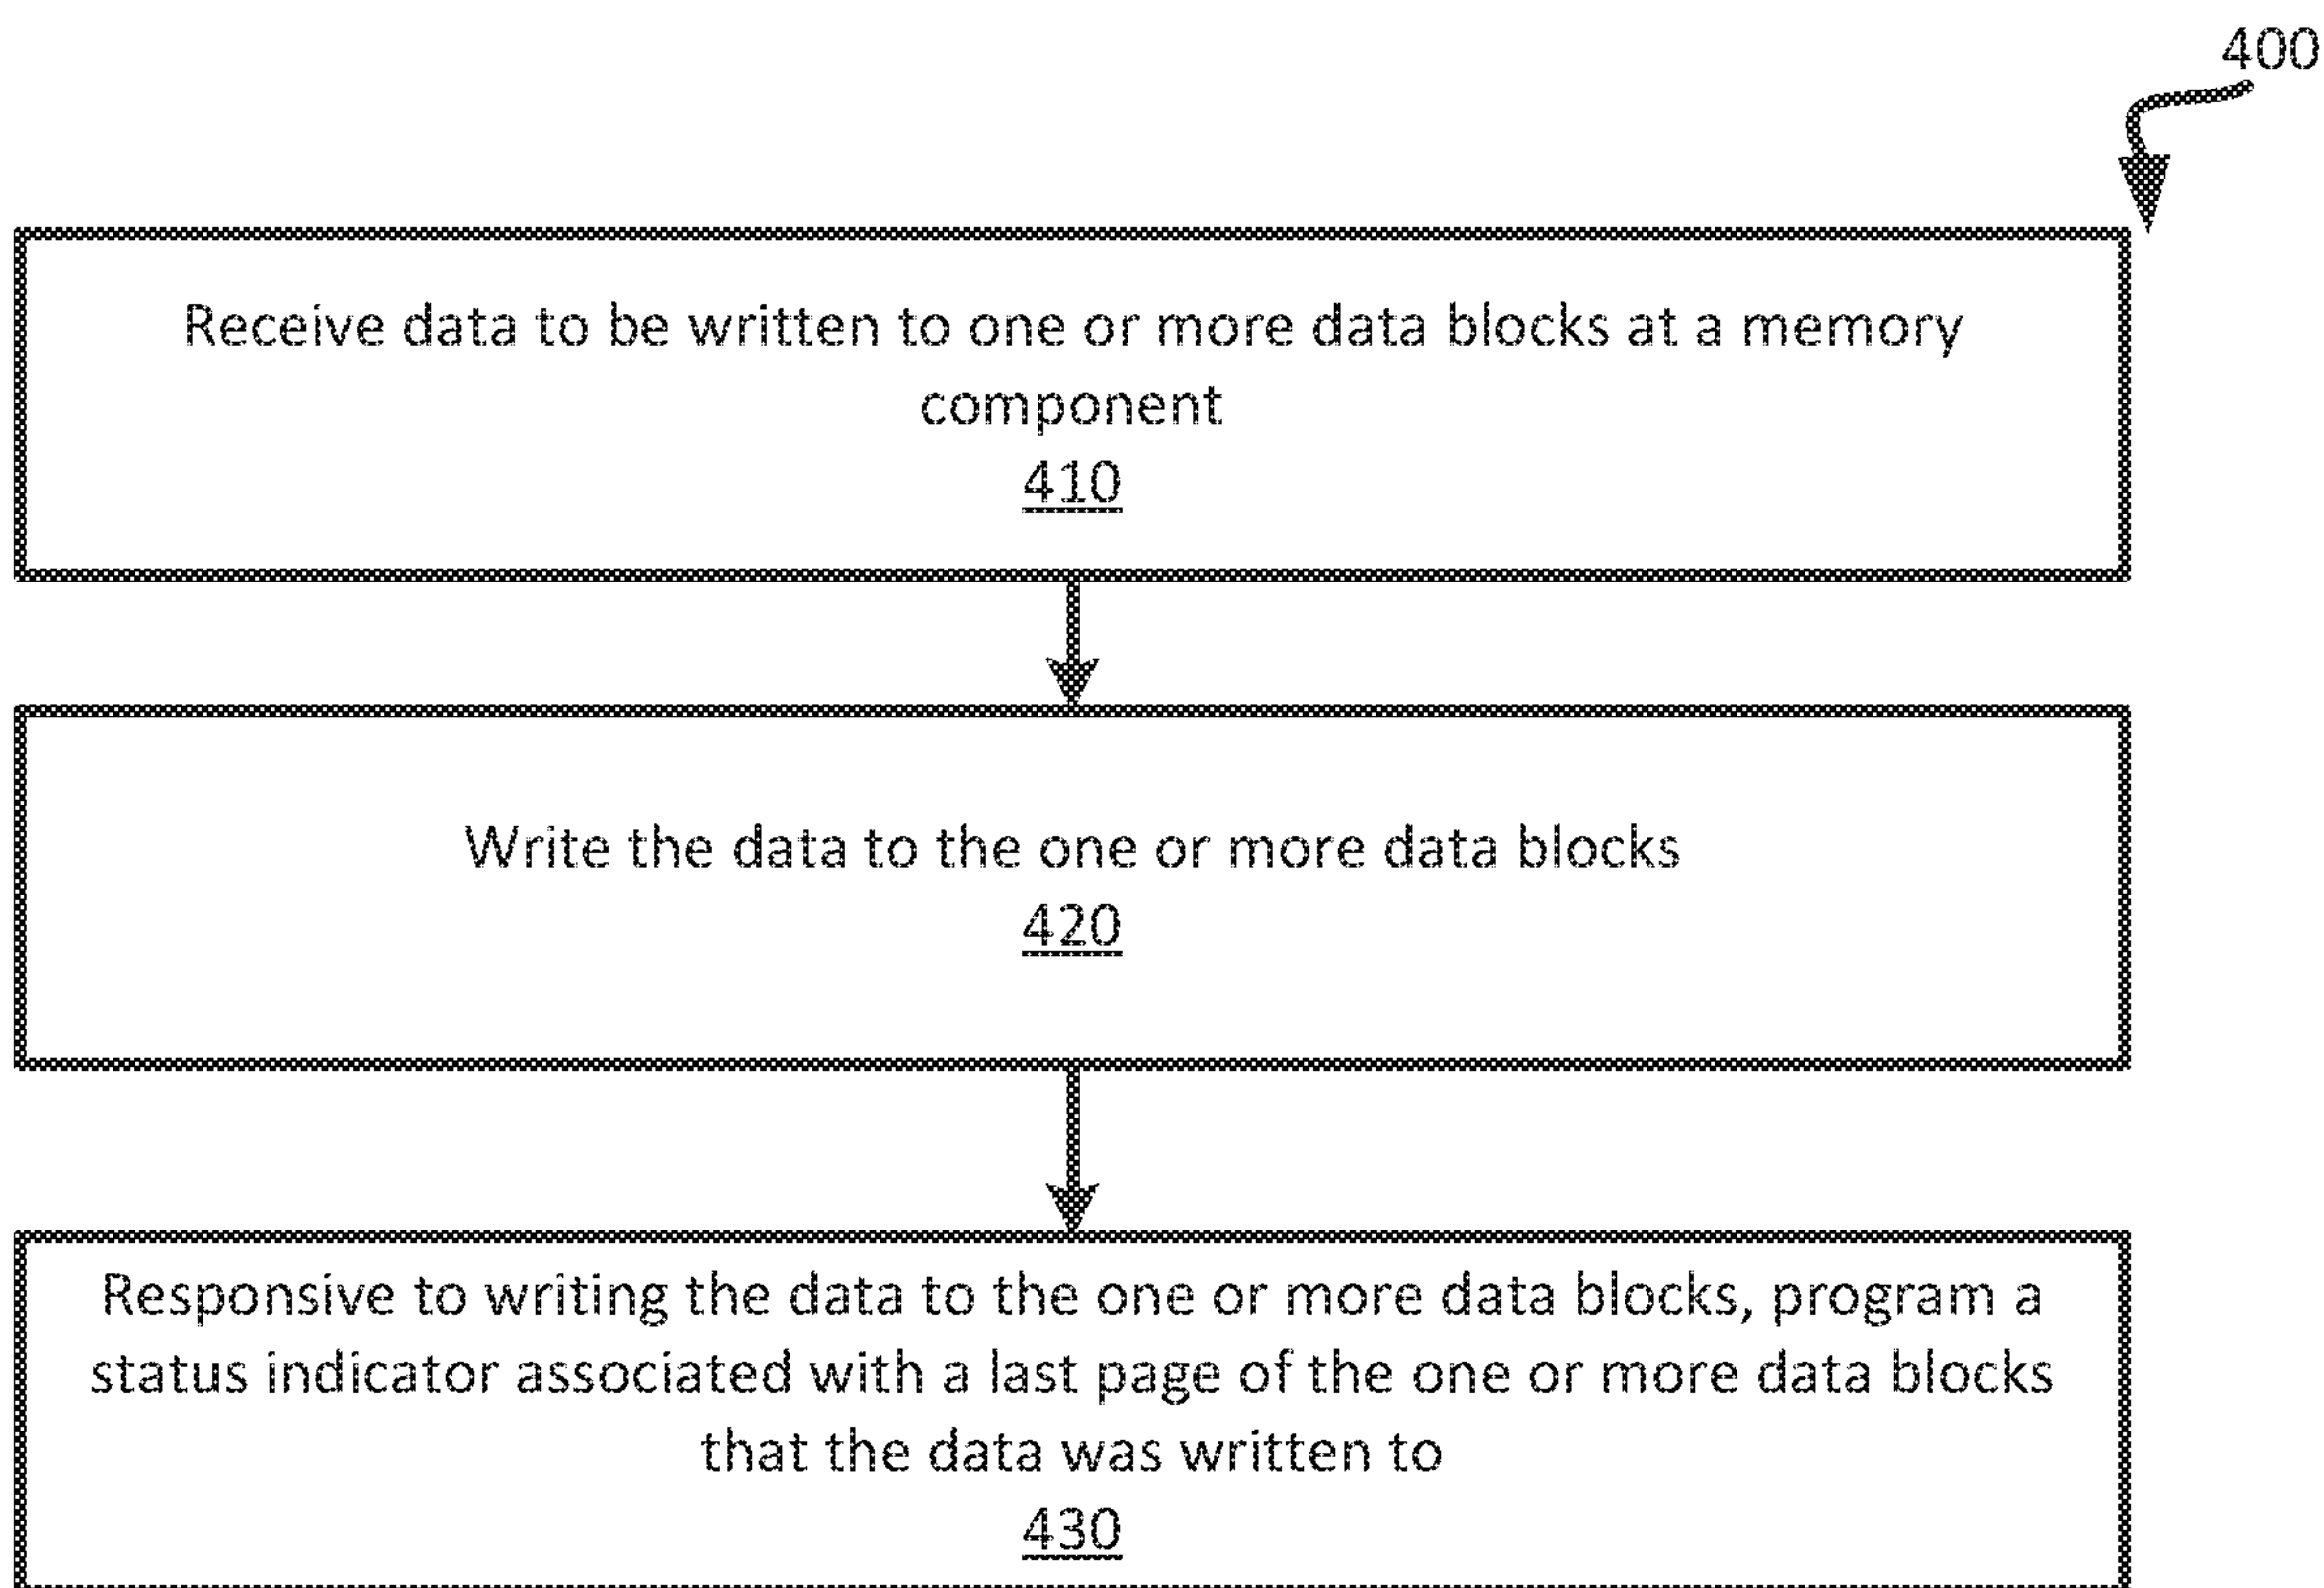 400
Receive data to be written to one or more data blocks at a memory
component
410
Write the data to the one or more data blocks
420
Responsive to writing the data to the one or more data blocks, program a
status indicator associated with a last page of the one or more data blocks
that the data was written to
430